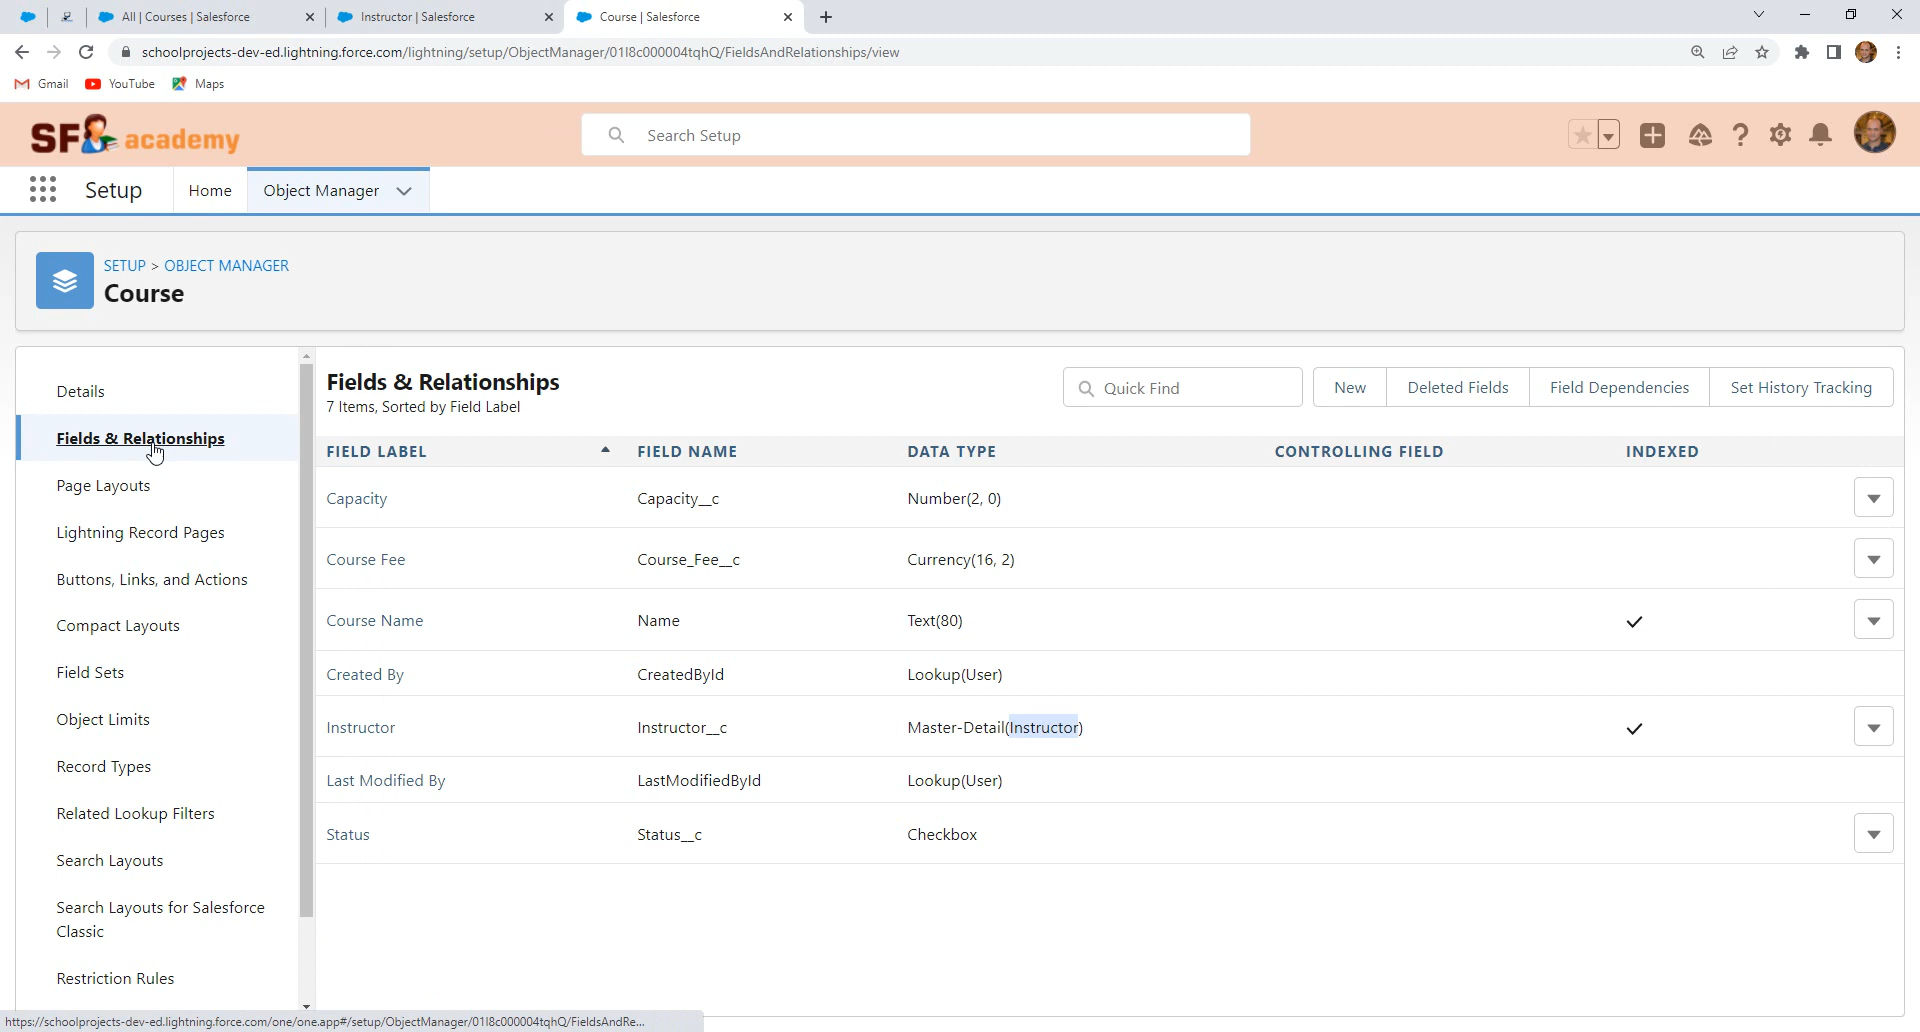 All | Courses | Salesforce
Instructor | Salesforce
Course | Salesforce
schoolprojects-dev-ed.lightning.force.com/lightning/setup/ObjectManager/01I8c000004tqhQ/FieldsAndRelationships/view
Gmail
YouTube
Maps
SF academy
Search Setup
Setup
Home
Object Manager
SETUP > OBJECT MANAGER
Course
Details
Fields & Relationships
Page Layouts
Lightning Record Pages
Buttons, Links, and Actions
Compact Layouts
Field Sets
Object Limits
Record Types
Related Lookup Filters
Search Layouts
Search Layouts for Salesforce
Classic
Restriction Rules
Fields & Relationships
7 Items, Sorted by Field Label
Quick Find
New
Deleted Fields
Field Dependencies
Set History Tracking
FIELD LABEL FIELD NAME DATA TYPE CONTROLLING FIELD INDEXED
Capacity Capacity__c Number(2, 0)
Course Fee Course_Fee__c Currency(16, 2)
Course Name Name Text(80)
Created By CreatedById Lookup(User)
Instructor Instructor__c Master-Detail(Instructor)
Last Modified By LastModifiedById Lookup(User)
Status Status__c Checkbox
https://schoolprojects-dev-ed.lightning.force.com/one/one.app#/setup/ObjectManager/01I8c000004tqhQ/FieldsAndRe...